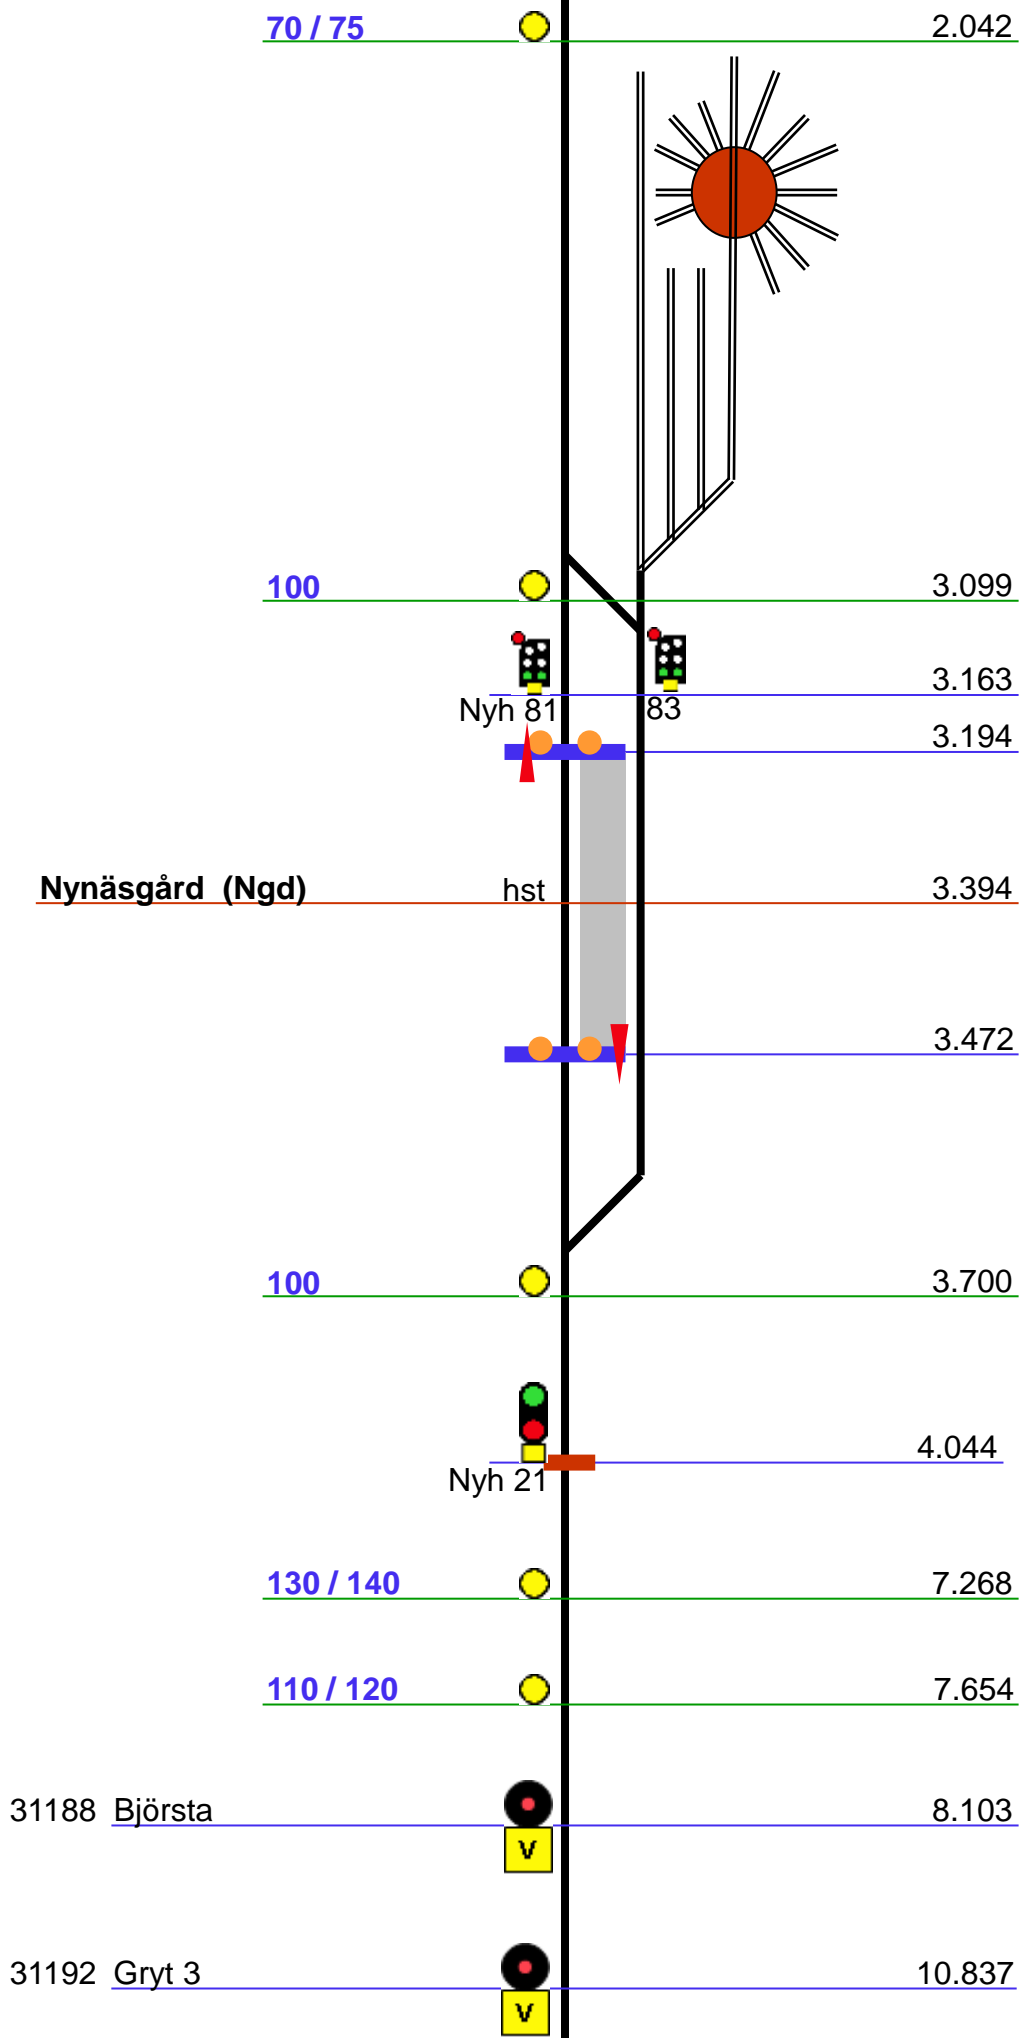 70 / 75 2.042
100 3.099
3.163
Nyh 81 83
3.194
Nynäsgård (Ngd) hst 3.394
3.472
100 3.700
4.044
Nyh 21
130 / 140 7.268
110 / 120 7.654
31188 Björsta 8.103
V
31192 Gryt 3 10.837
V